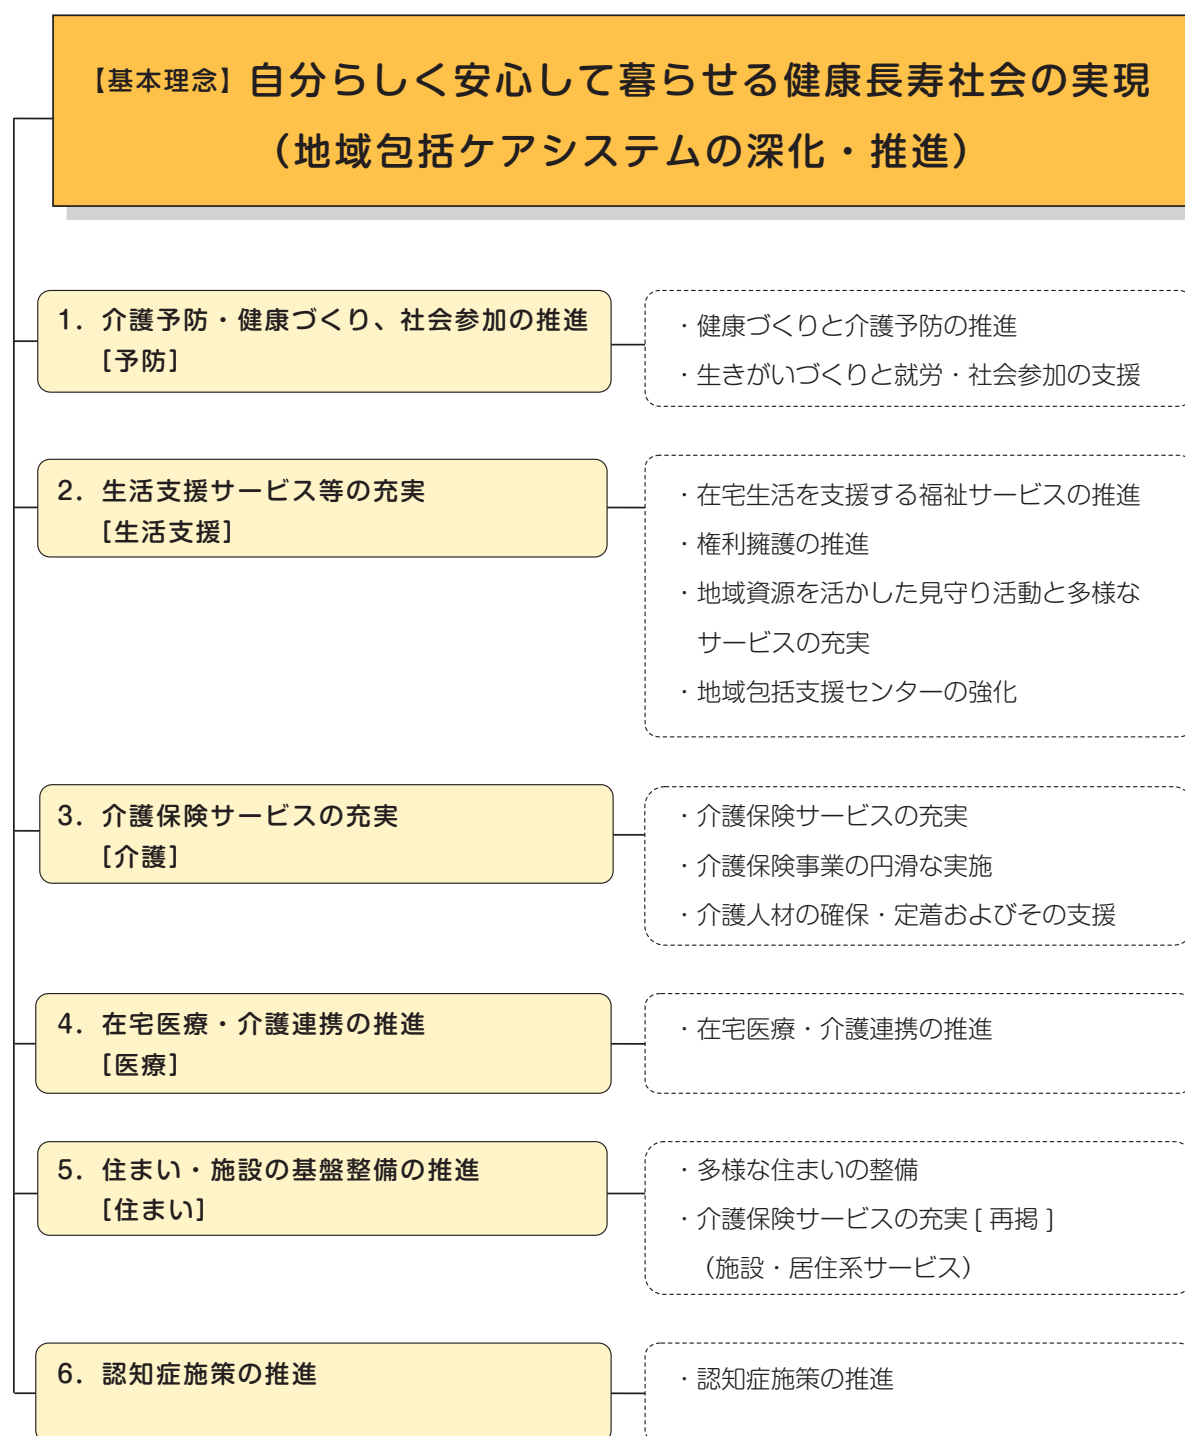 【基本理念】自分らしく安心して暮らせる健康長寿社会の実現
（地域包括ケアシステムの深化・推進）
1．介護予防・健康づくり、社会参加の推進
［予防］
・健康づくりと介護予防の推進
・生きがいづくりと就労・社会参加の支援
2．生活支援サービス等の充実
［生活支援］
・在宅生活を支援する福祉サービスの推進
・権利擁護の推進
・地域資源を活かした見守り活動と多様な
サービスの充実
・地域包括支援センターの強化
3．介護保険サービスの充実
［介護］
・介護保険サービスの充実
・介護保険事業の円滑な実施
・介護人材の確保・定着およびその支援
4．在宅医療・介護連携の推進
［医療］
・在宅医療・介護連携の推進
5．住まい・施設の基盤整備の推進
［住まい］
・多様な住まいの整備
・介護保険サービスの充実 [ 再掲 ]
（施設・居住系サービス）
6．認知症施策の推進
・認知症施策の推進